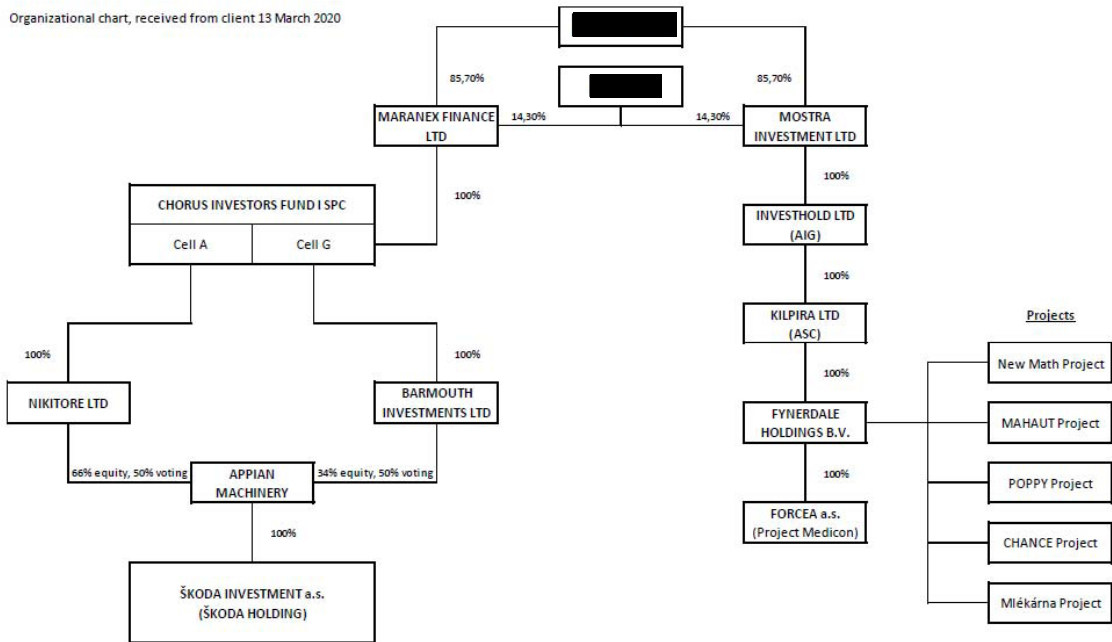 Organizational chart, received from client 13 March 2020
85,70%
85,70%
MARANEX FINANCE
LTD
14,30%
14,30%
MOSTRA
INVESTMENT LTD
100%
100%
CHORUS INVESTORS FUND I SPC
Cell A
Cell G
INVESTHOLD LTD
(AIG)
100%
KILPIRA LTD
(ASC)
Projects
100%
100%
100%
New Math Project
NIKITORE LTD
BARMOUTH
INVESTMENTS LTD
FYNERDALE
HOLDINGS B.V.
MAHAUT Project
66% equity, 50% voting
APPIAN
MACHINERY
34% equity, 50% voting
100%
POPPY Project
100%
FORCEA a.s.
(Project Medicon)
CHANCE Project
ŠKODA INVESTMENT a.s.
(ŠKODA HOLDING)
Mlékárna Project